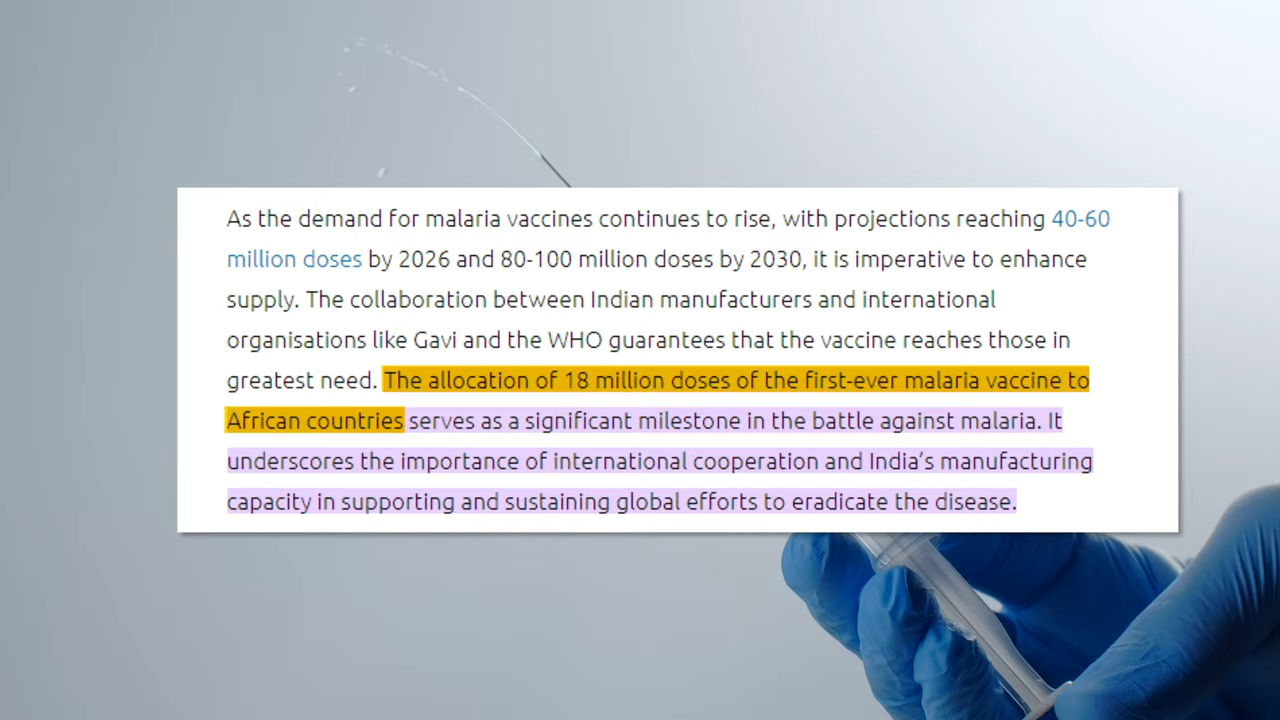 As the demand for malaria vaccines continues to rise, with projections reaching 40-60
million doses by 2026 and 80-100 million doses by 2030, it is imperative to enhance
supply. The collaboration between Indian manufacturers and international
organisations like Gavi and the WHO guarantees that the vaccine reaches those in
greatest need. The allocation of 18 million doses of the first-ever malaria vaccine to
African countries serves as a significant milestone in the battle against malaria. It
underscores the importance of international cooperation and India’s manufacturing
capacity in supporting and sustaining global efforts to eradicate the disease.